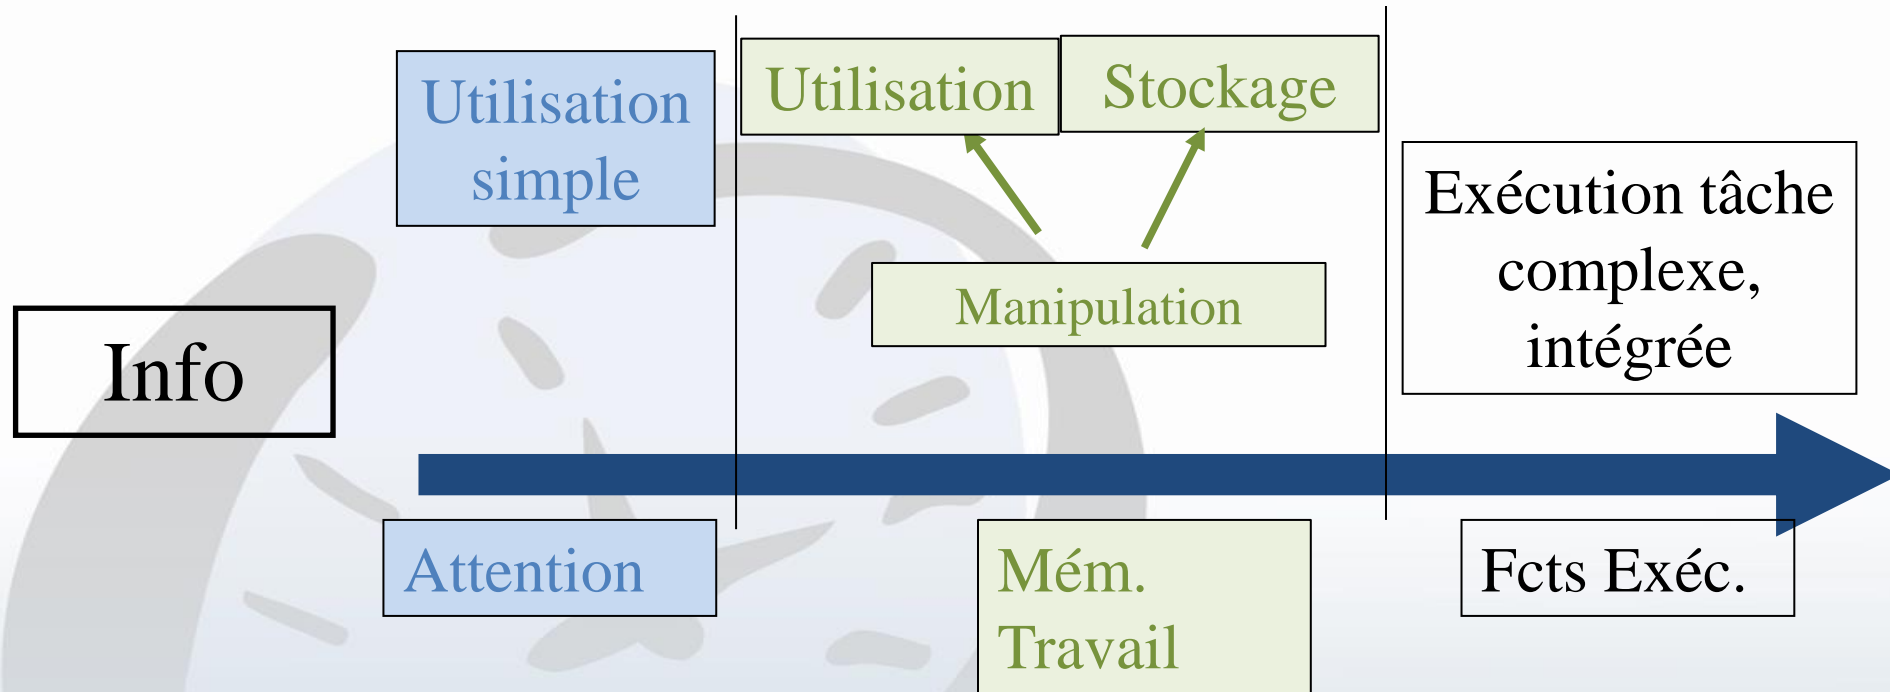 Info
Utilisation
simple
Utilisation
Stockage
Manipulation
Exécution tâche
complexe,
intégrée
Attention
Mém.
Travail
Fcts Exéc.